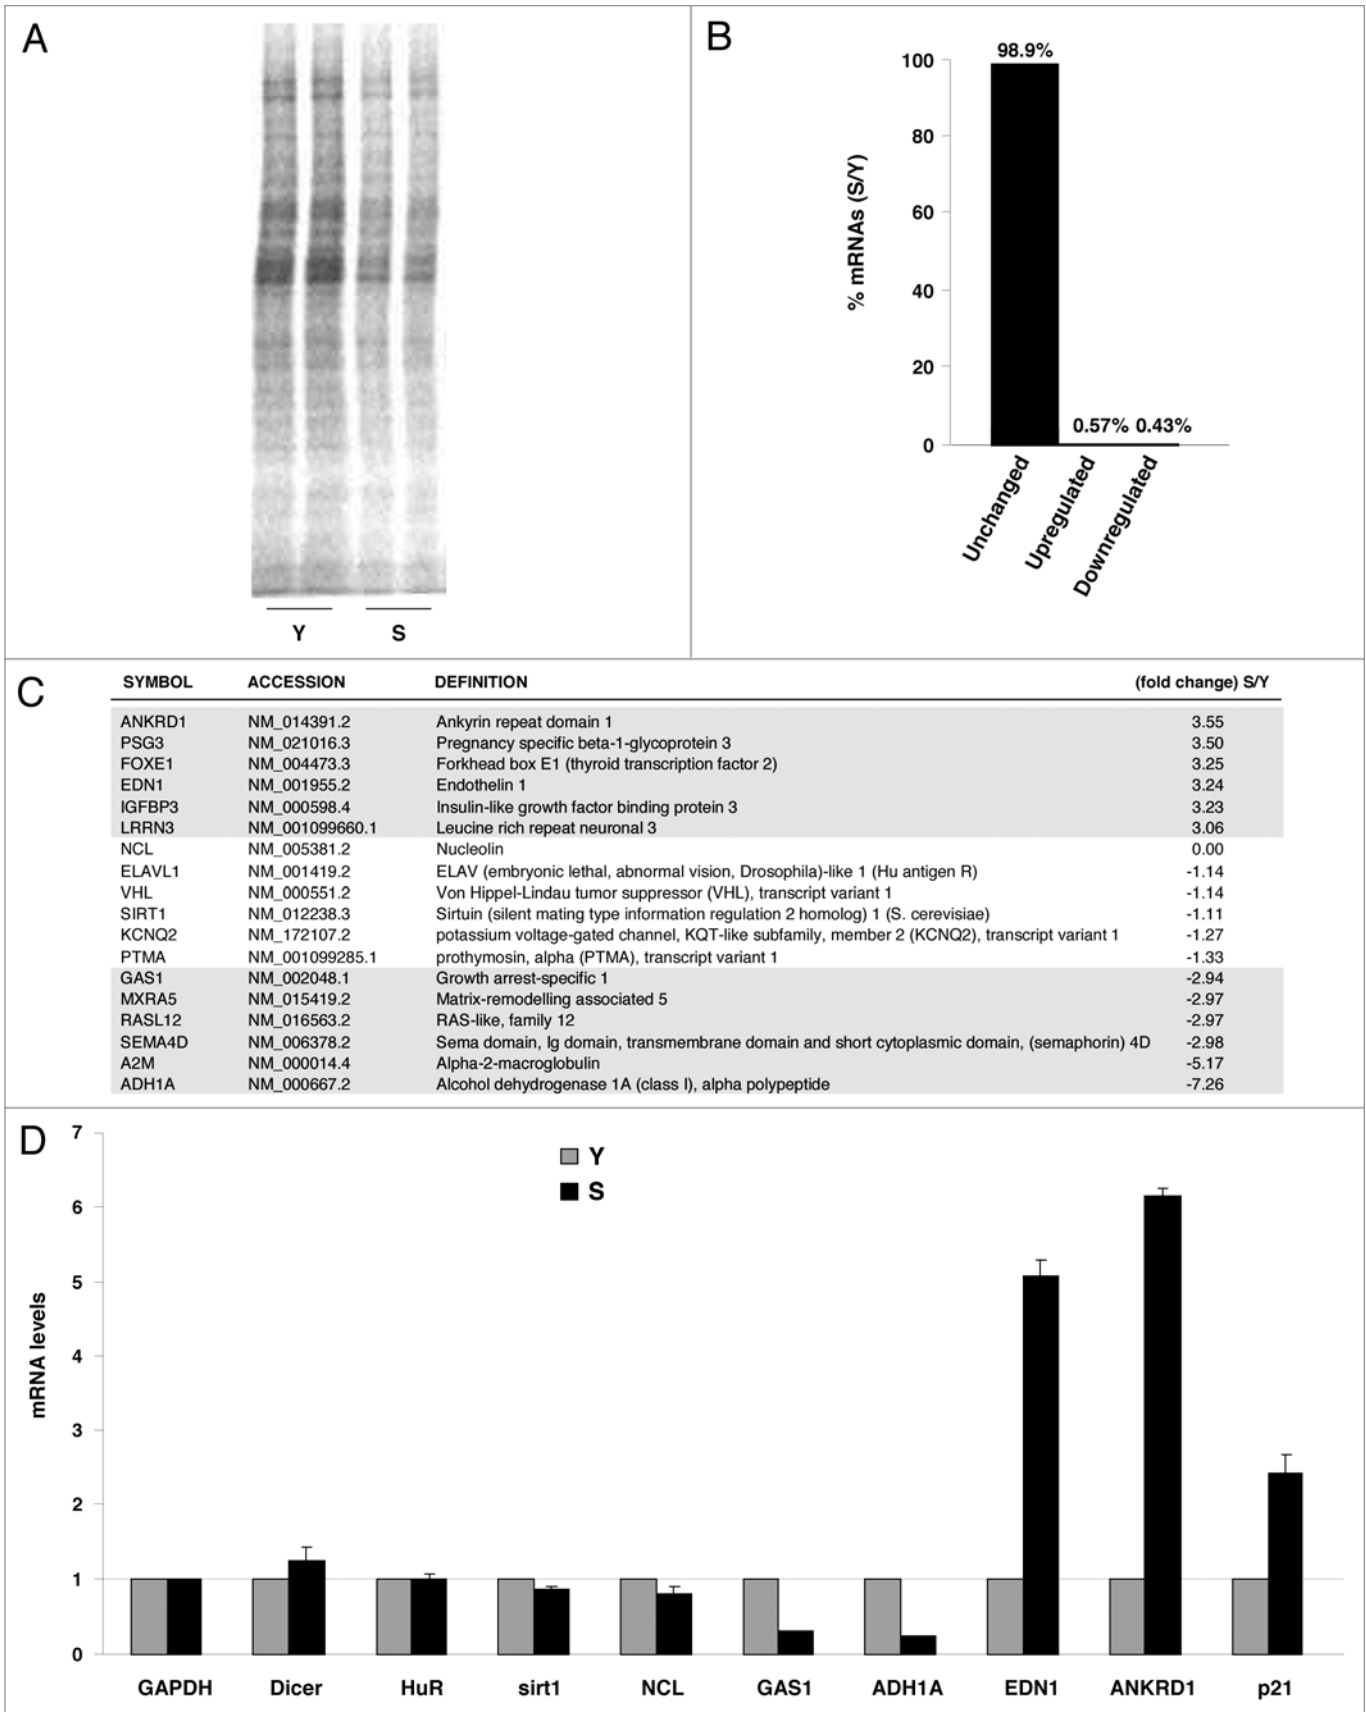 A
Y S
B
98.9%
100
80
60
40
20
0
0.57% 0.43%
% mRNAs (S/Y)
Unchanged
Upregulated
Downregulated
C
SYMBOL ACCESSION DEFINITION (fold change) S/Y
ANKRD1 NM_014391.2 Ankyrin repeat domain 1 3.55
PSG3 NM_021016.3 Pregnancy specific beta-1-glycoprotein 3 3.50
FOXE1 NM_004473.3 Forkhead box E1 (thyroid transcription factor 2) 3.25
EDN1 NM_001955.2 Endothelin 1 3.24
IGFBP3 NM_000598.4 Insulin-like growth factor binding protein 3 3.23
LRRN3 NM_001099660.1 Leucine rich repeat neuronal 3 3.06
NCL NM_005381.2 Nucleolin 0.00
ELAVL1 NM_001419.2 ELAV (embryonic lethal, abnormal vision, Drosophila)-like 1 (Hu antigen R) -1.14
VHL NM_000551.2 Von Hippel-Lindau tumor suppressor (VHL), transcript variant 1 -1.14
SIRT1 NM_012238.3 Sirtuin (silent mating type information regulation 2 homolog) 1 (S. cerevisiae) -1.11
KCNQ2 NM_172107.2 potassium voltage-gated channel, KQT-like subfamily, member 2 (KCNQ2), transcript variant 1 -1.27
PTMA NM_001099285.1 prothymosin, alpha (PTMA), transcript variant 1 -1.33
GAS1 NM_002048.1 Growth arrest-specific 1 -2.94
MXRA5 NM_015419.2 Matrix-remodelling associated 5 -2.97
RASL12 NM_016563.2 RAS-like, family 12 -2.97
SEMA4D NM_006378.2 Sema domain, Ig domain, transmembrane domain and short cytoplasmic domain, (semaphorin) 4D -2.98
A2M NM_000014.4 Alpha-2-macroglobulin -5.17
ADH1A NM_000667.2 Alcohol dehydrogenase 1A (class I), alpha polypeptide -7.26
D
7
6
5
4
3
2
1
0
mRNA levels
Y
S
GAPDH Dicer HuR sirt1 NCL GAS1 ADH1A EDN1 ANKRD1 p21